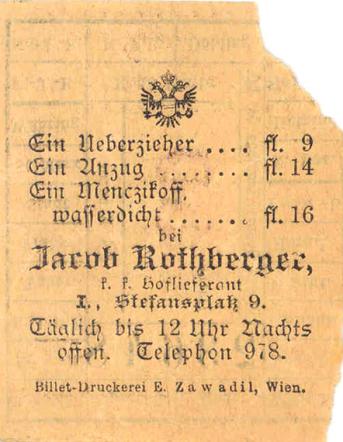 Ein Ueberzieher .... fl. 9
Ein Anzug ........ fl. 14
Ein Menczikoff,
wasserdicht ....... fl. 16
bei
Jacob Rothberger,
k. k. Hoflieferant
I., Stefansplatz 9.
Täglich bis 12 Uhr Nachts
offen. Telephon 978.
Billet-Druckerei E. Zawadil, Wien.